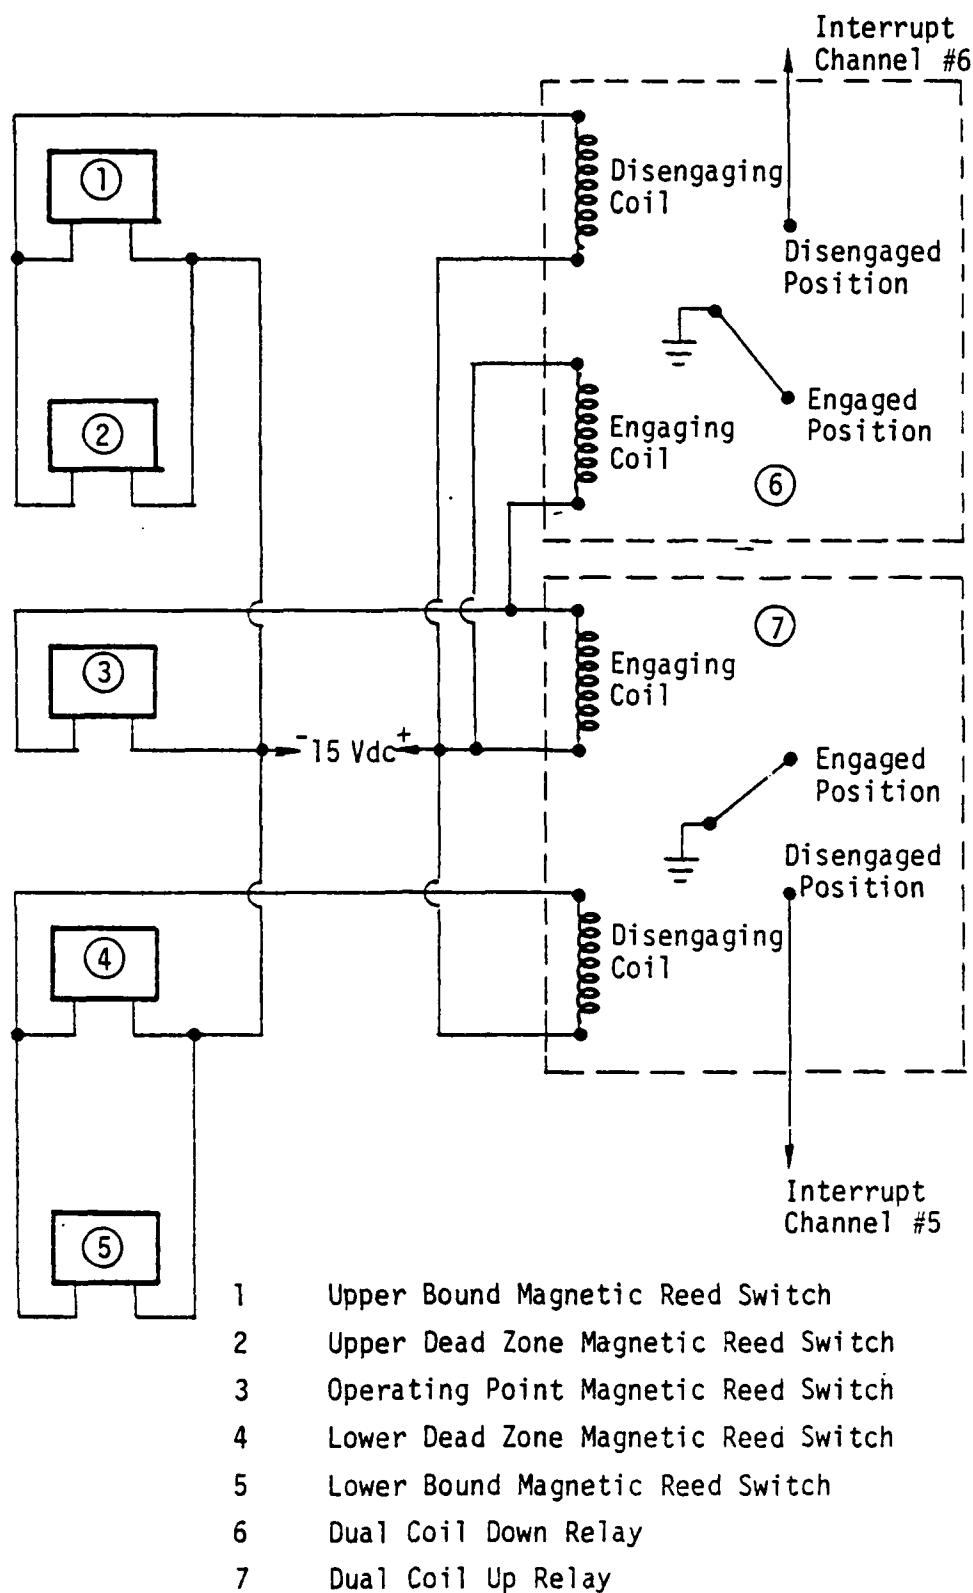 Interrupt
Channel #6
1
Disengaging
Coil
Disengaged
Position
2
Engaging
Coil
Engaged
Position
6
7
3
Engaging
Coil
- 15 Vdc +
Engaged
Position
Disengaged
Position
4
Disengaging
Coil
5
Interrupt
Channel #5
1 Upper Bound Magnetic Reed Switch
2 Upper Dead Zone Magnetic Reed Switch
3 Operating Point Magnetic Reed Switch
4 Lower Dead Zone Magnetic Reed Switch
5 Lower Bound Magnetic Reed Switch
6 Dual Coil Down Relay
7 Dual Coil Up Relay